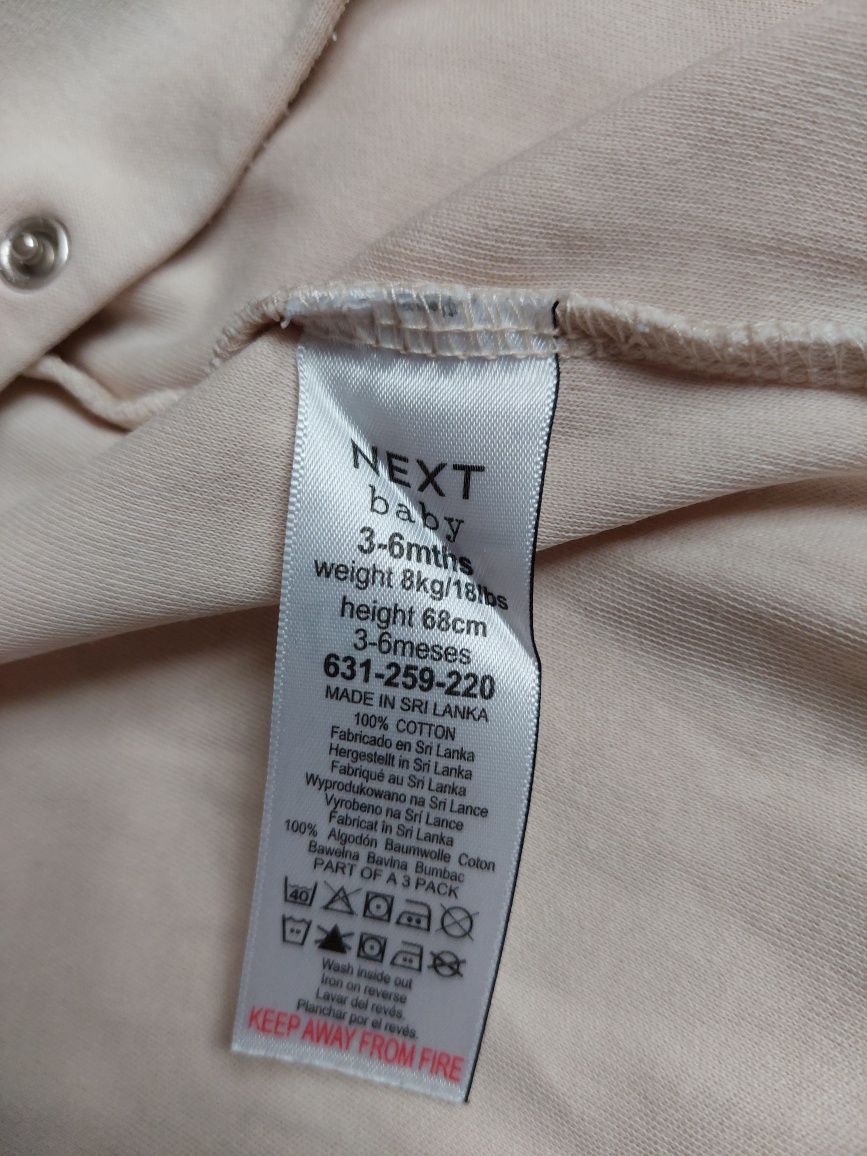 NEXT
baby
3-6mths
weight 8kg/18lbs
height 68cm
3-6meses
631-259-220
MADE IN SRI LANKA
100% COTTON
Fabricado en Sri Lanka
Hergestellt in Sri Lanka
Fabriqué au Sri Lanka
Wyprodukowano na Sri Lance
Vyrobeno na Srí Lance
Fabricat în Sri Lanka
100% Algodón Baumwolle Coton
Bawełna Bavlna Bumbac
PART OF A 3 PACK
40
Wash inside out
Iron on reverse
Lavar del revés.
Planchar por el revés.
KEEP AWAY FROM FIRE